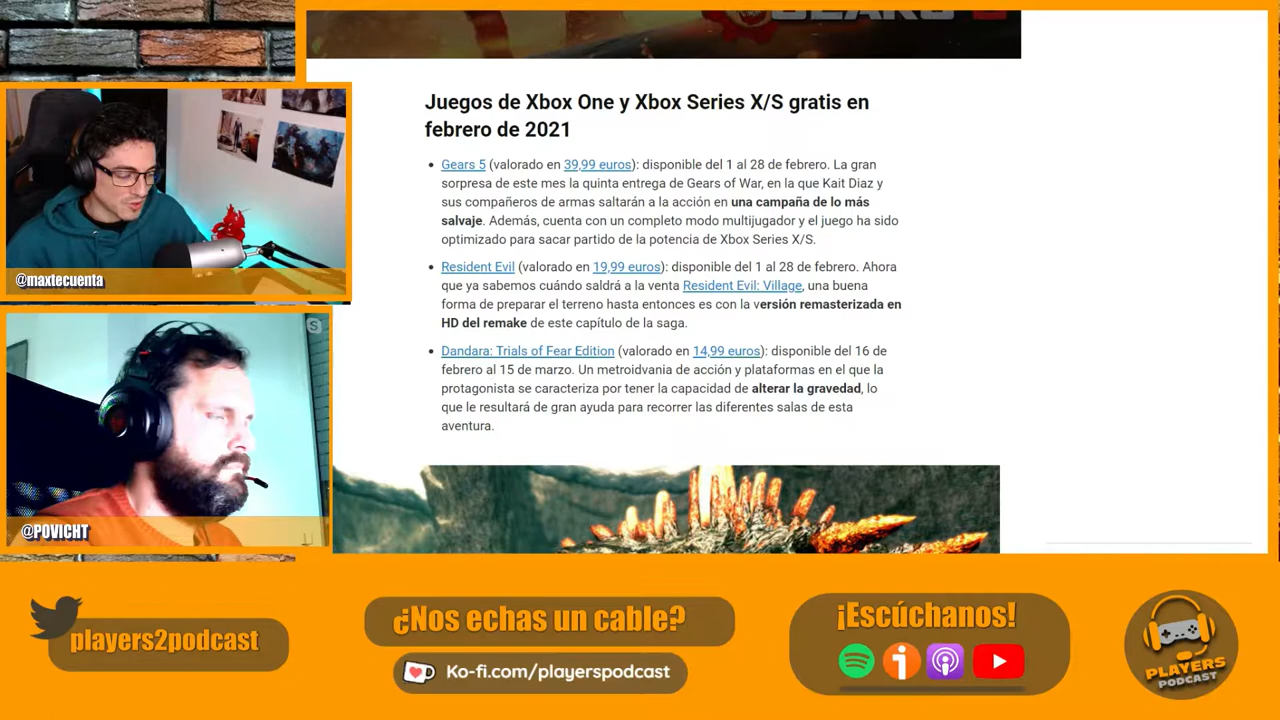 GEARS 5
Juegos de Xbox One y Xbox Series X/S gratis en
febrero de 2021
Gears 5 (valorado en 39,99 euros): disponible del 1 al 28 de febrero. La gran
sorpresa de este mes la quinta entrega de Gears of War, en la que Kait Diaz y
sus compañeros de armas saltarán a la acción en una campaña de lo más
salvaje. Además, cuenta con un completo modo multijugador y el juego ha sido
optimizado para sacar partido de la potencia de Xbox Series X/S.
Resident Evil (valorado en 19,99 euros): disponible del 1 al 28 de febrero. Ahora
que ya sabemos cuándo saldrá a la venta Resident Evil: Village, una buena
forma de preparar el terreno hasta entonces es con la versión remasterizada en
HD del remake de este capítulo de la saga.
Dandara: Trials of Fear Edition (valorado en 14,99 euros): disponible del 16 de
febrero al 15 de marzo. Un metroidvania de acción y plataformas en el que la
protagonista se caracteriza por tener la capacidad de alterar la gravedad, lo
que le resultará de gran ayuda para recorrer las diferentes salas de esta
aventura.
@maxtecuenta
@POVICHT
players2podcast
¿Nos echas un cable?
Ko-fi.com/playerspodcast
¡Escúchanos!
PLAYERS
PODCAST